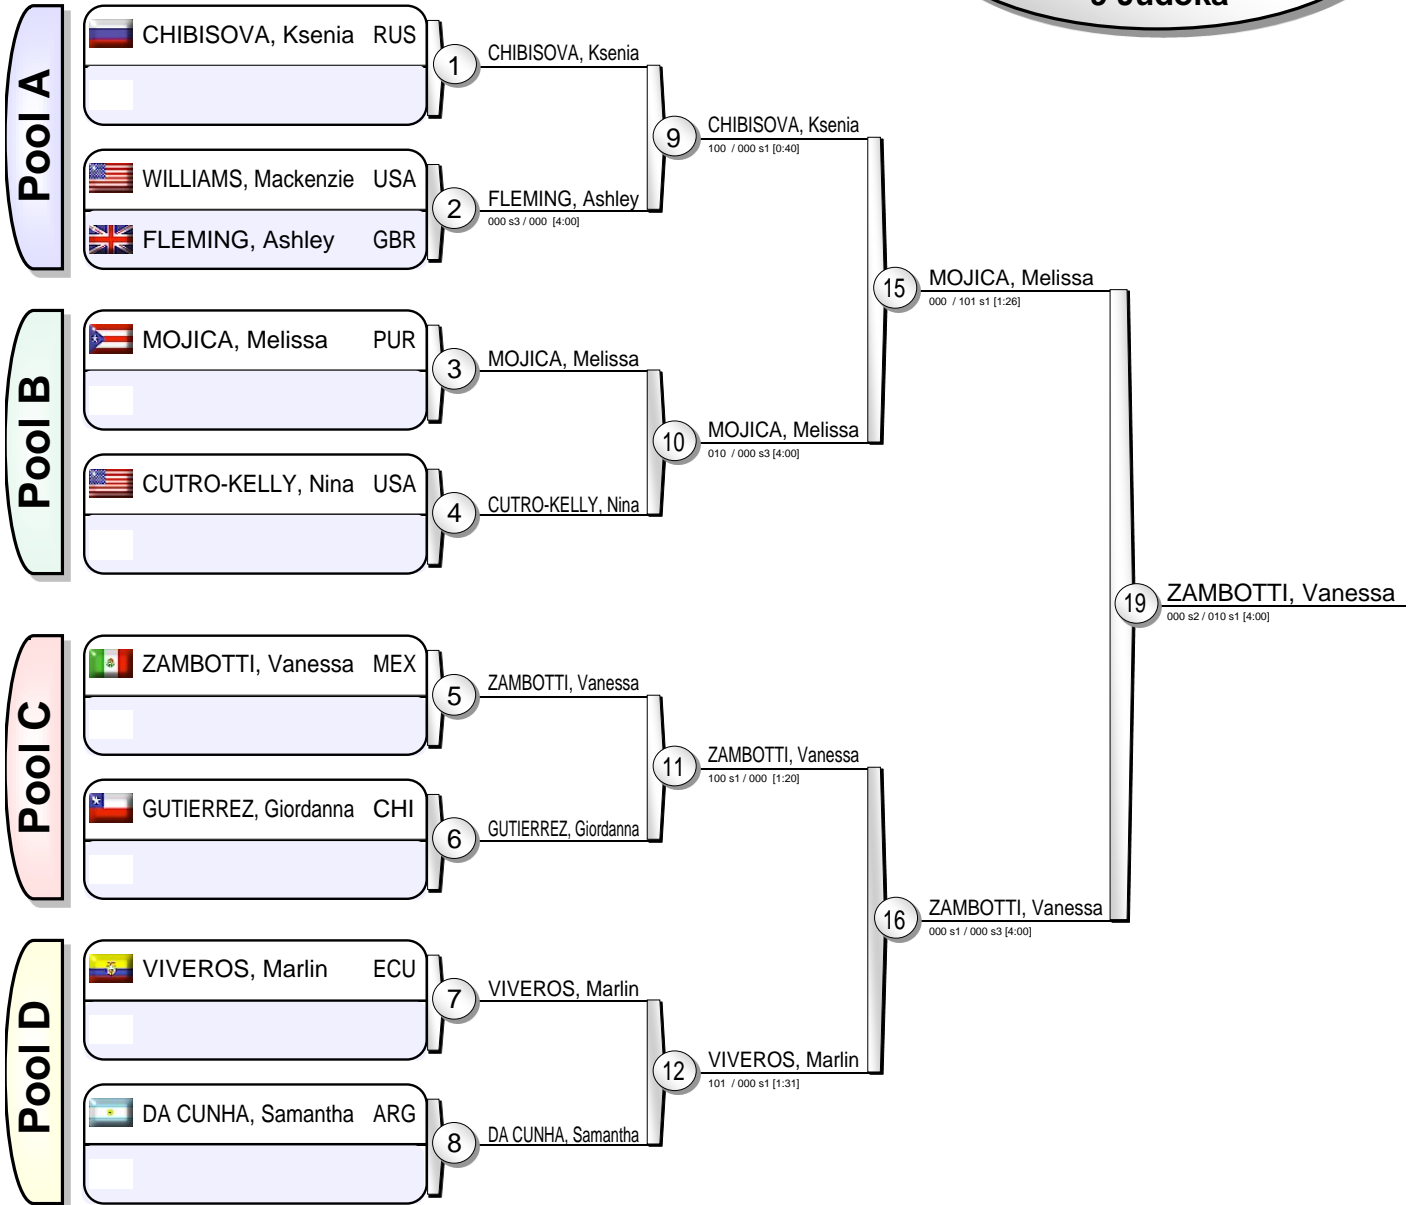 9 Judoka
Pool A
CHIBISOVA, Ksenia RUS
WILLIAMS, Mackenzie USA
FLEMING, Ashley GBR
1
CHIBISOVA, Ksenia
2
FLEMING, Ashley
000 s3 / 000 [4:00]
9
CHIBISOVA, Ksenia
100 / 000 s1 [0:40]
Pool B
MOJICA, Melissa PUR
CUTRO-KELLY, Nina USA
3
MOJICA, Melissa
4
CUTRO-KELLY, Nina
10
MOJICA, Melissa
010 / 000 s3 [4:00]
15
MOJICA, Melissa
000 / 101 s1 [1:26]
Pool C
ZAMBOTTI, Vanessa MEX
GUTIERREZ, Giordanna CHI
5
ZAMBOTTI, Vanessa
6
GUTIERREZ, Giordanna
11
ZAMBOTTI, Vanessa
100 s1 / 000 [1:20]
Pool D
VIVEROS, Marlin ECU
DA CUNHA, Samantha ARG
7
VIVEROS, Marlin
8
DA CUNHA, Samantha
12
VIVEROS, Marlin
101 / 000 s1 [1:31]
16
ZAMBOTTI, Vanessa
000 s1 / 000 s3 [4:00]
19
ZAMBOTTI, Vanessa
000 s2 / 010 s1 [4:00]